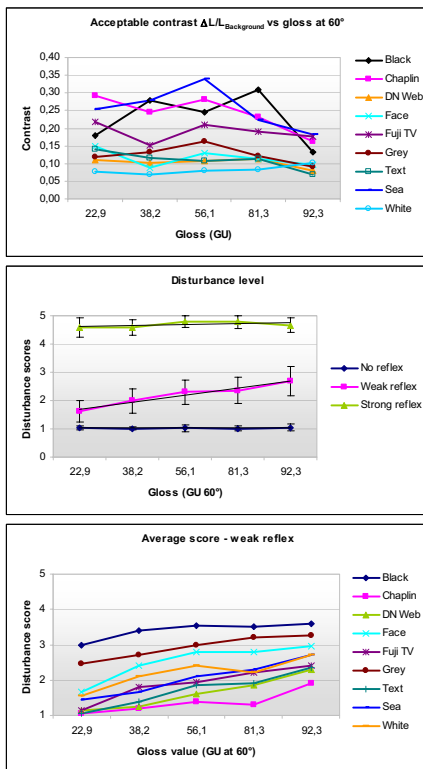 Acceptable contrast ΔL/L_Background vs gloss at 60°
Contrast
0,40
0,35
0,30
0,25
0,20
0,15
0,10
0,05
0,00
22,9 38,2 56,1 81,3 92,3
Gloss (GU)
Black
Chaplin
DN Web
Face
Fuji TV
Grey
Text
Sea
White
Disturbance level
Disturbance scores
5
4
3
2
1
0
22,9 38,2 56,1 81,3 92,3
Gloss (GU 60°)
No reflex
Weak reflex
Strong reflex
Average score - weak reflex
Disturbance score
5
4
3
2
1
22,9 38,2 56,1 81,3 92,3
Gloss value (GU at 60°)
Black
Chaplin
DN Web
Face
Fuji TV
Grey
Text
Sea
White